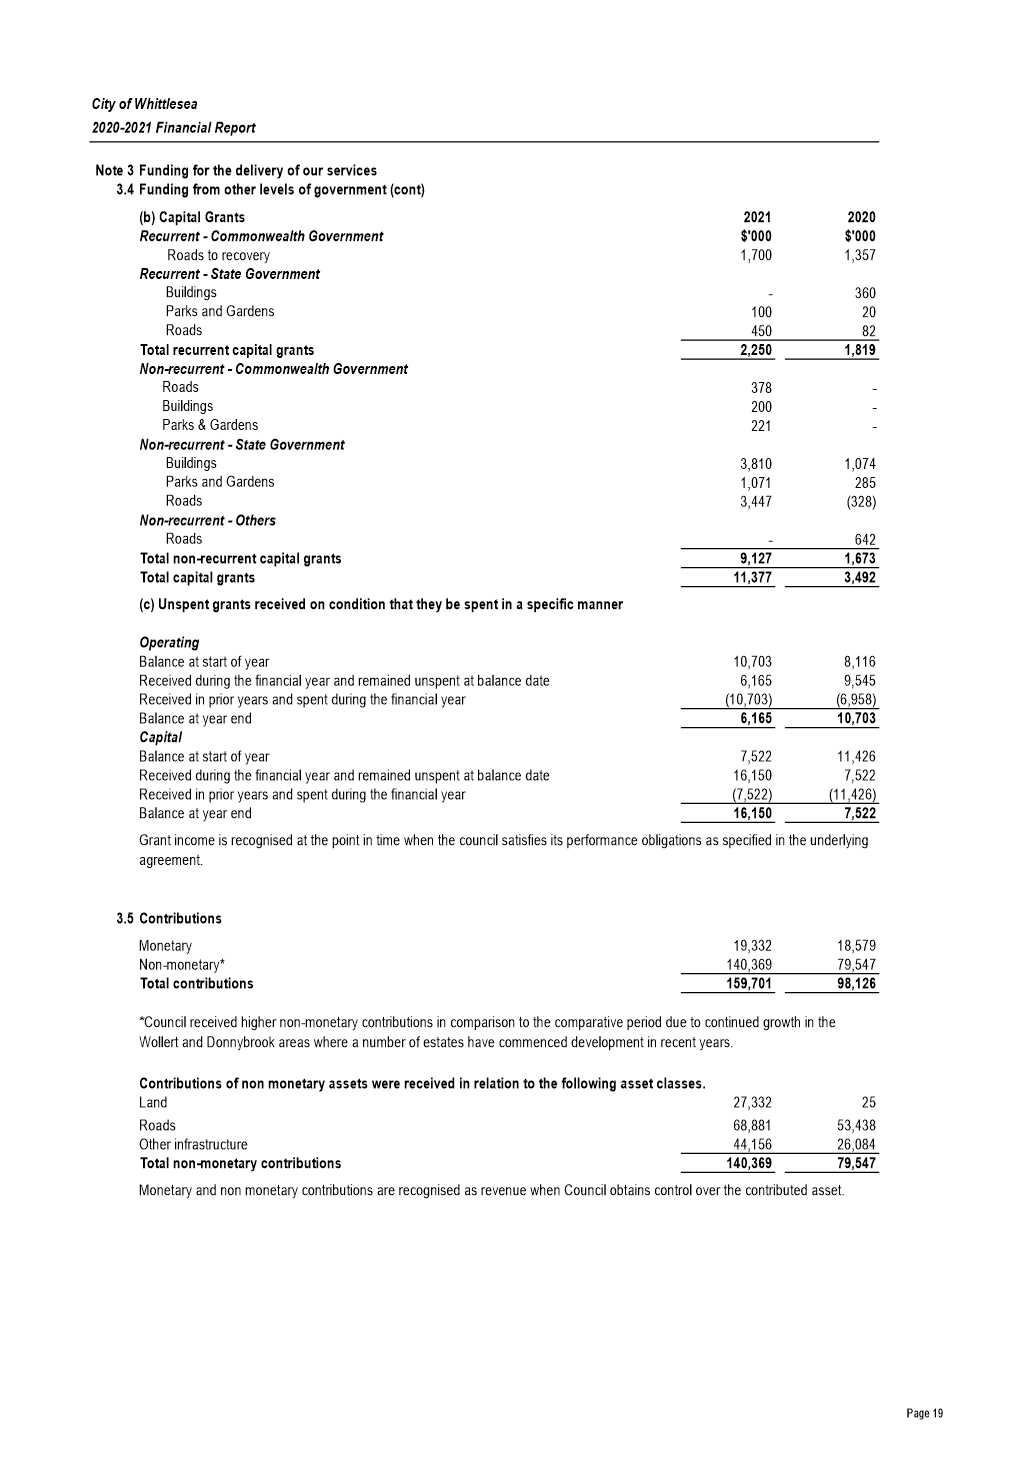 City of Whittlesea
2020-2021 Financial Report
Note 3 Funding for the delivery of our services
3.4 Funding from other levels of government (cont)
(b) Capital Grants 2021 2020
Recurrent - Commonwealth Government $'000 $'000
Roads to recovery 1,700 1,357
Recurrent - State Government
Buildings - 360
Parks and Gardens 100 20
Roads 450 82
Total recurrent capital grants 2,250 1,819
Non-recurrent - Commonwealth Government
Roads 378 -
Buildings 200 -
Parks & Gardens 221 -
Non-recurrent - State Government
Buildings 3,810 1,074
Parks and Gardens 1,071 285
Roads 3,447 (328)
Non-recurrent - Others
Roads - 642
Total non-recurrent capital grants 9,127 1,673
Total capital grants 11,377 3,492
(c) Unspent grants received on condition that they be spent in a specific manner
Operating
Balance at start of year 10,703 8,116
Received during the financial year and remained unspent at balance date 6,165 9,545
Received in prior years and spent during the financial year (10,703) (6,958)
Balance at year end 6,165 10,703
Capital
Balance at start of year 7,522 11,426
Received during the financial year and remained unspent at balance date 16,150 7,522
Received in prior years and spent during the financial year (7,522) (11,426)
Balance at year end 16,150 7,522
Grant income is recognised at the point in time when the council satisfies its performance obligations as specified in the underlying
agreement.
3.5 Contributions
Monetary 19,332 18,579
Non-monetary* 140,369 79,547
Total contributions 159,701 98,126
*Council received higher non-monetary contributions in comparison to the comparative period due to continued growth in the
Wollert and Donnybrook areas where a number of estates have commenced development in recent years.
Contributions of non monetary assets were received in relation to the following asset classes.
Land 27,332 25
Roads 68,881 53,438
Other infrastructure 44,156 26,084
Total non-monetary contributions 140,369 79,547
Monetary and non monetary contributions are recognised as revenue when Council obtains control over the contributed asset.
Page 19